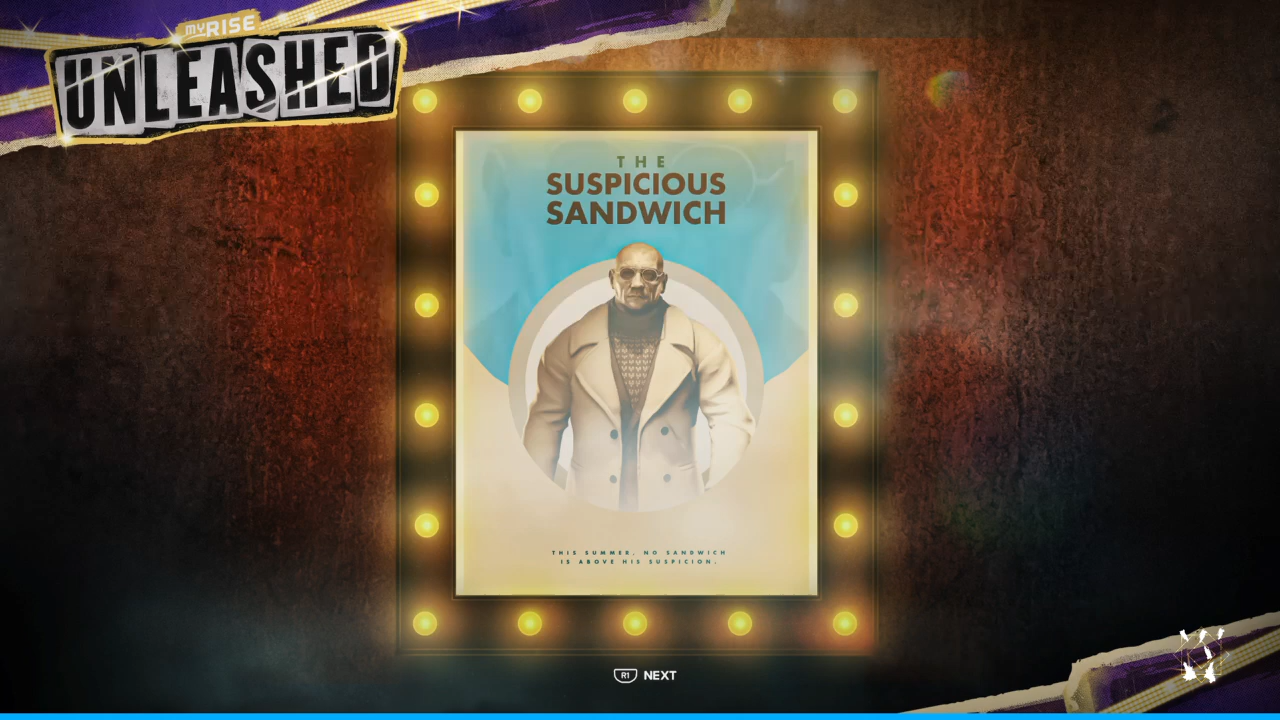 MYRISE
UNLEASHED
THE
SUSPICIOUS
SANDWICH
THIS SUMMER, NO SANDWICH
IS ABOVE HIS SUSPICION.
R1 NEXT